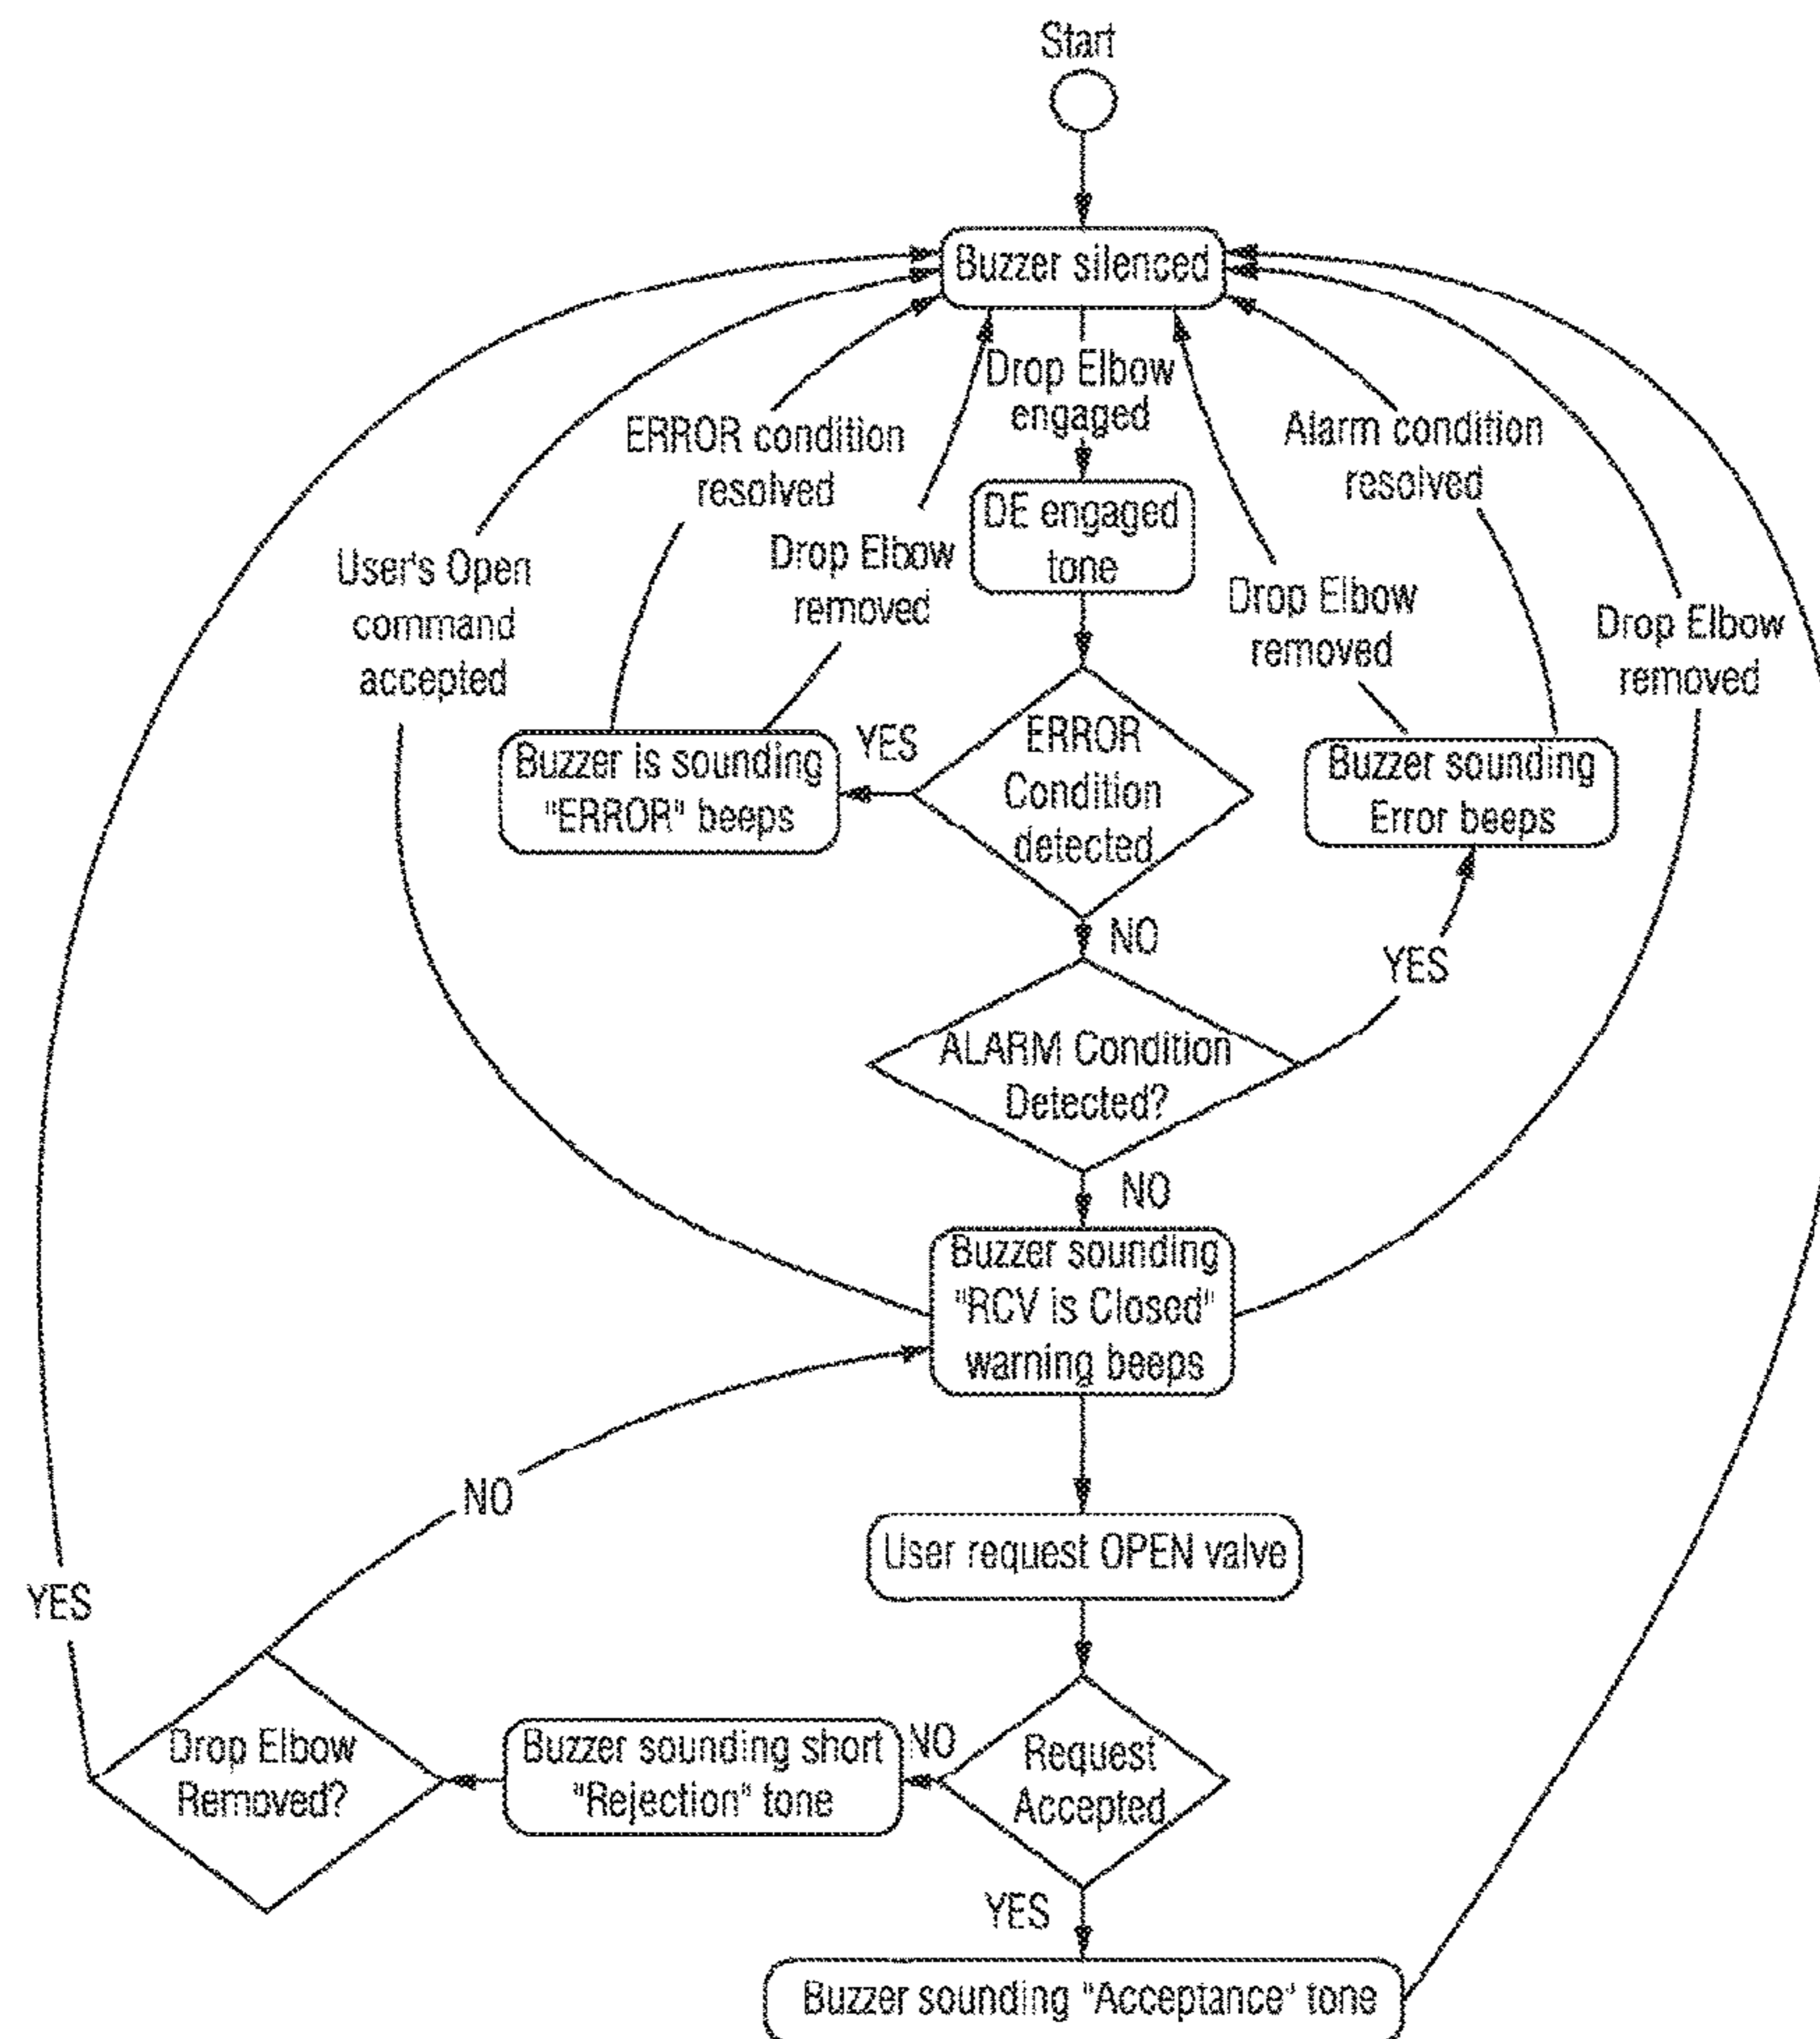 Start
Buzzer silenced
Drop Elbow
engaged
ERROR condition
resolved
Alarm condition
resolved
DE engaged
tone
User's Open
command
accepted
Drop Elbow
removed
Drop Elbow
removed
Drop Elbow
removed
Buzzer is sounding
"ERROR" beeps
YES
ERROR
Condition
detected
Buzzer sounding
Error beeps
NO
YES
ALARM Condition
Detected?
NO
Buzzer sounding
"RCV is Closed"
warning beeps
NO
User request OPEN valve
YES
Drop Elbow
Removed?
Buzzer sounding short
"Rejection" tone
NO
Request
Accepted
YES
Buzzer sounding "Acceptance" tone